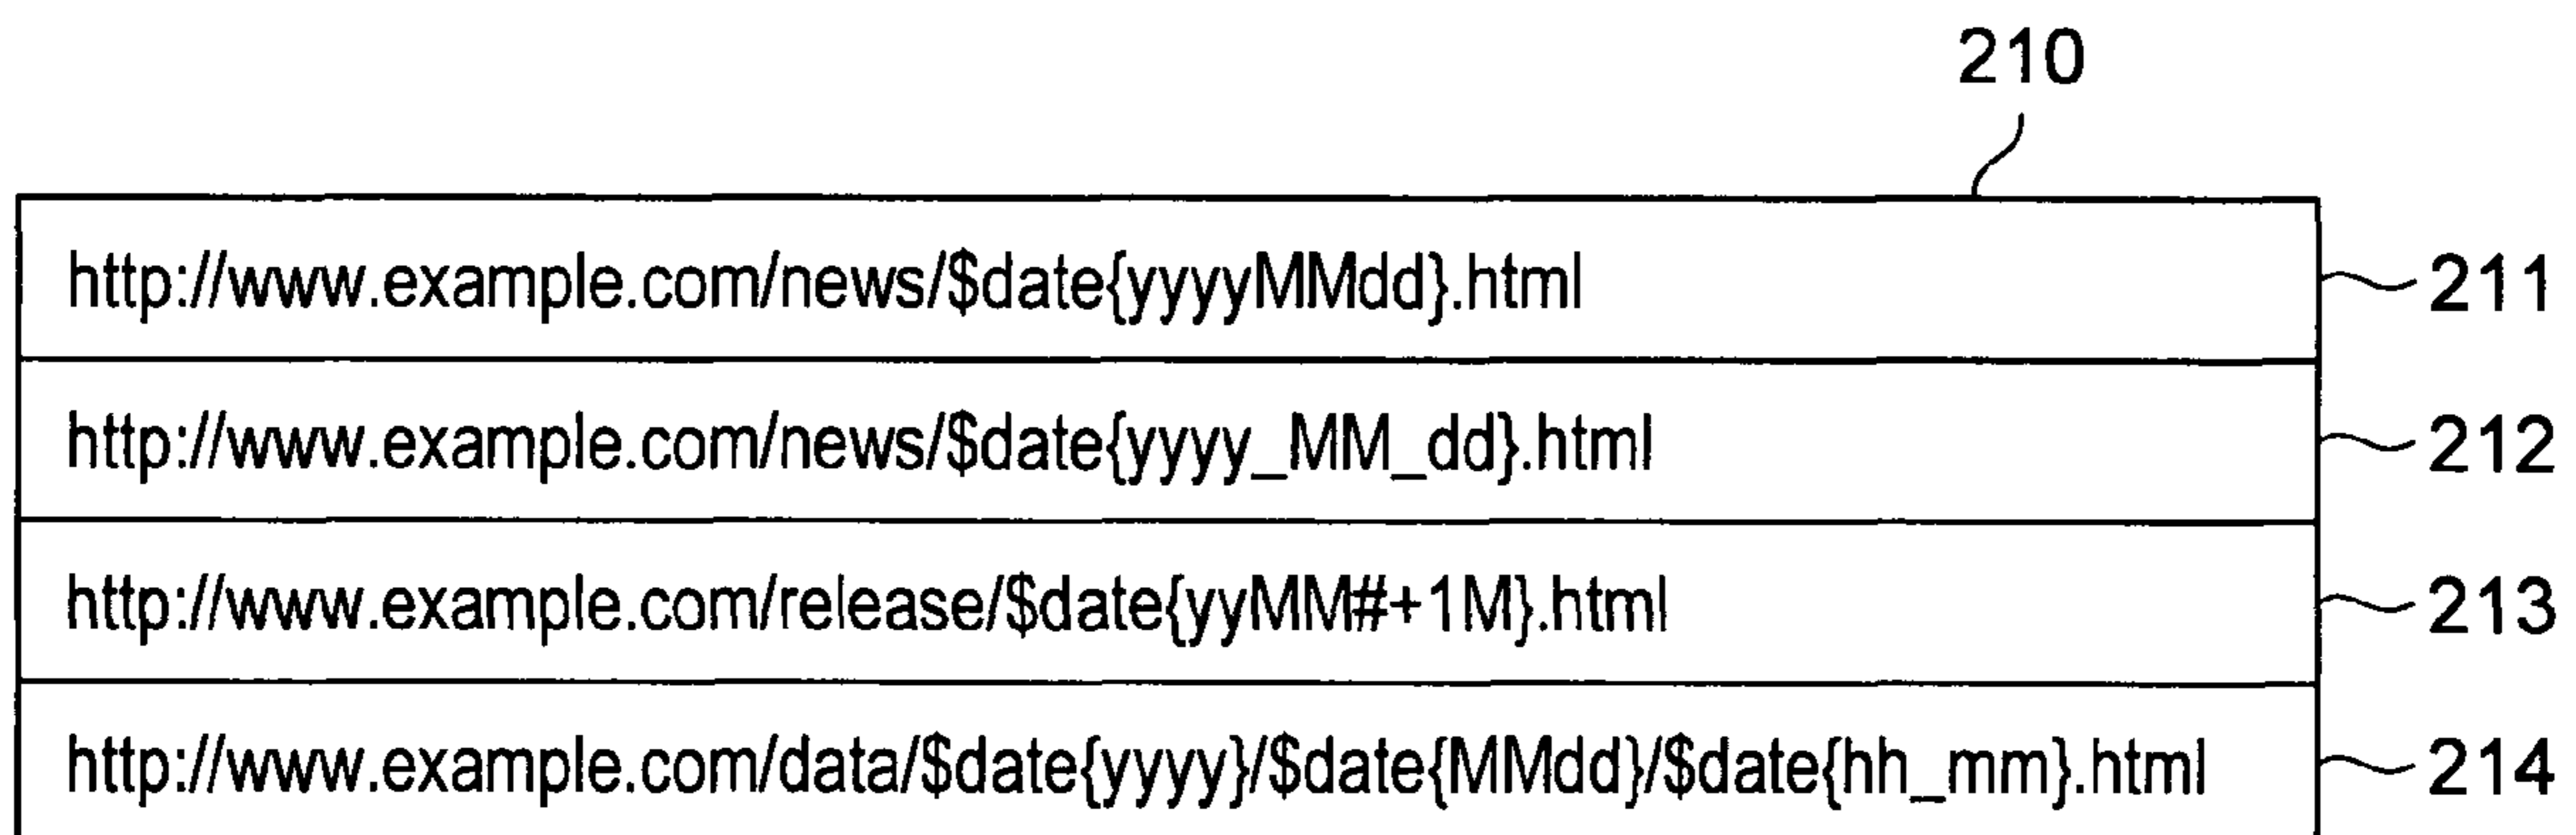 210
http://www.example.com/news/$date{yyyyMMdd}.html 211
http://www.example.com/news/$date{yyyy_MM_dd}.html 212
http://www.example.com/release/$date{yyMM#+1M}.html 213
http://www.example.com/data/$date{yyyy}/$date{MMdd}/$date{hh_mm}.html 214